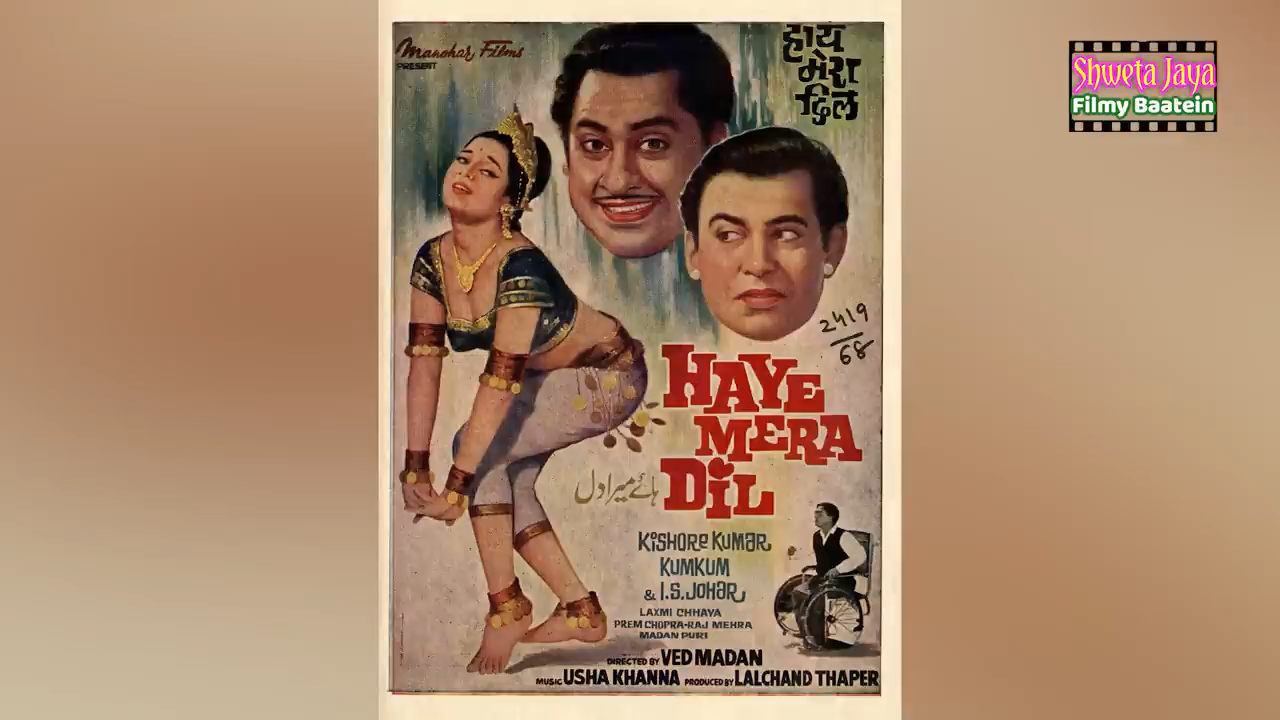 Manohar Films
PRESENT
हाय
मेरा
दिल
Shweta Jaya
Filmy Baatein
2419
68
HAYE
MERA
DiL
ہائے میرا دل
KiSHORe KUMAR
KUMKUM
& I.S.JOHAR
LAXMI CHHAYA
PREM CHOPRA-RAJ MEHRA
MADAN PURI
DIRECTED BY VED MADAN
MUSIC USHA KHANNA PRODUCED BY LALCHAND THAPER